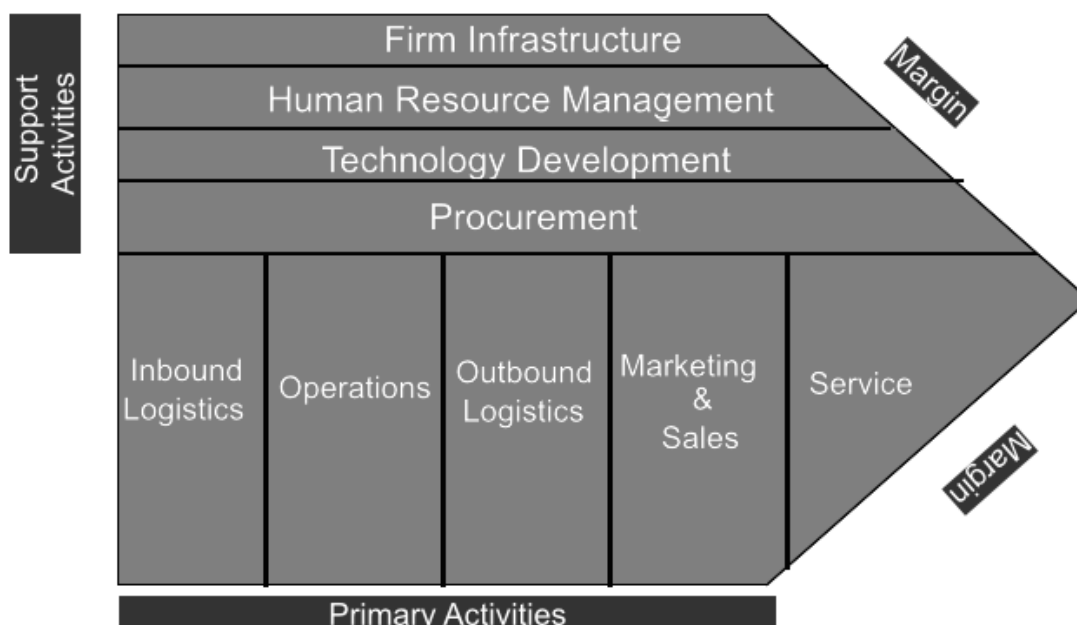 Support
Activities
Firm Infrastructure
Human Resource Management
Technology Development
Procurement
Margin
Inbound
Logistics
Operations
Outbound
Logistics
Marketing
&
Sales
Service
Margin
Primary Activities